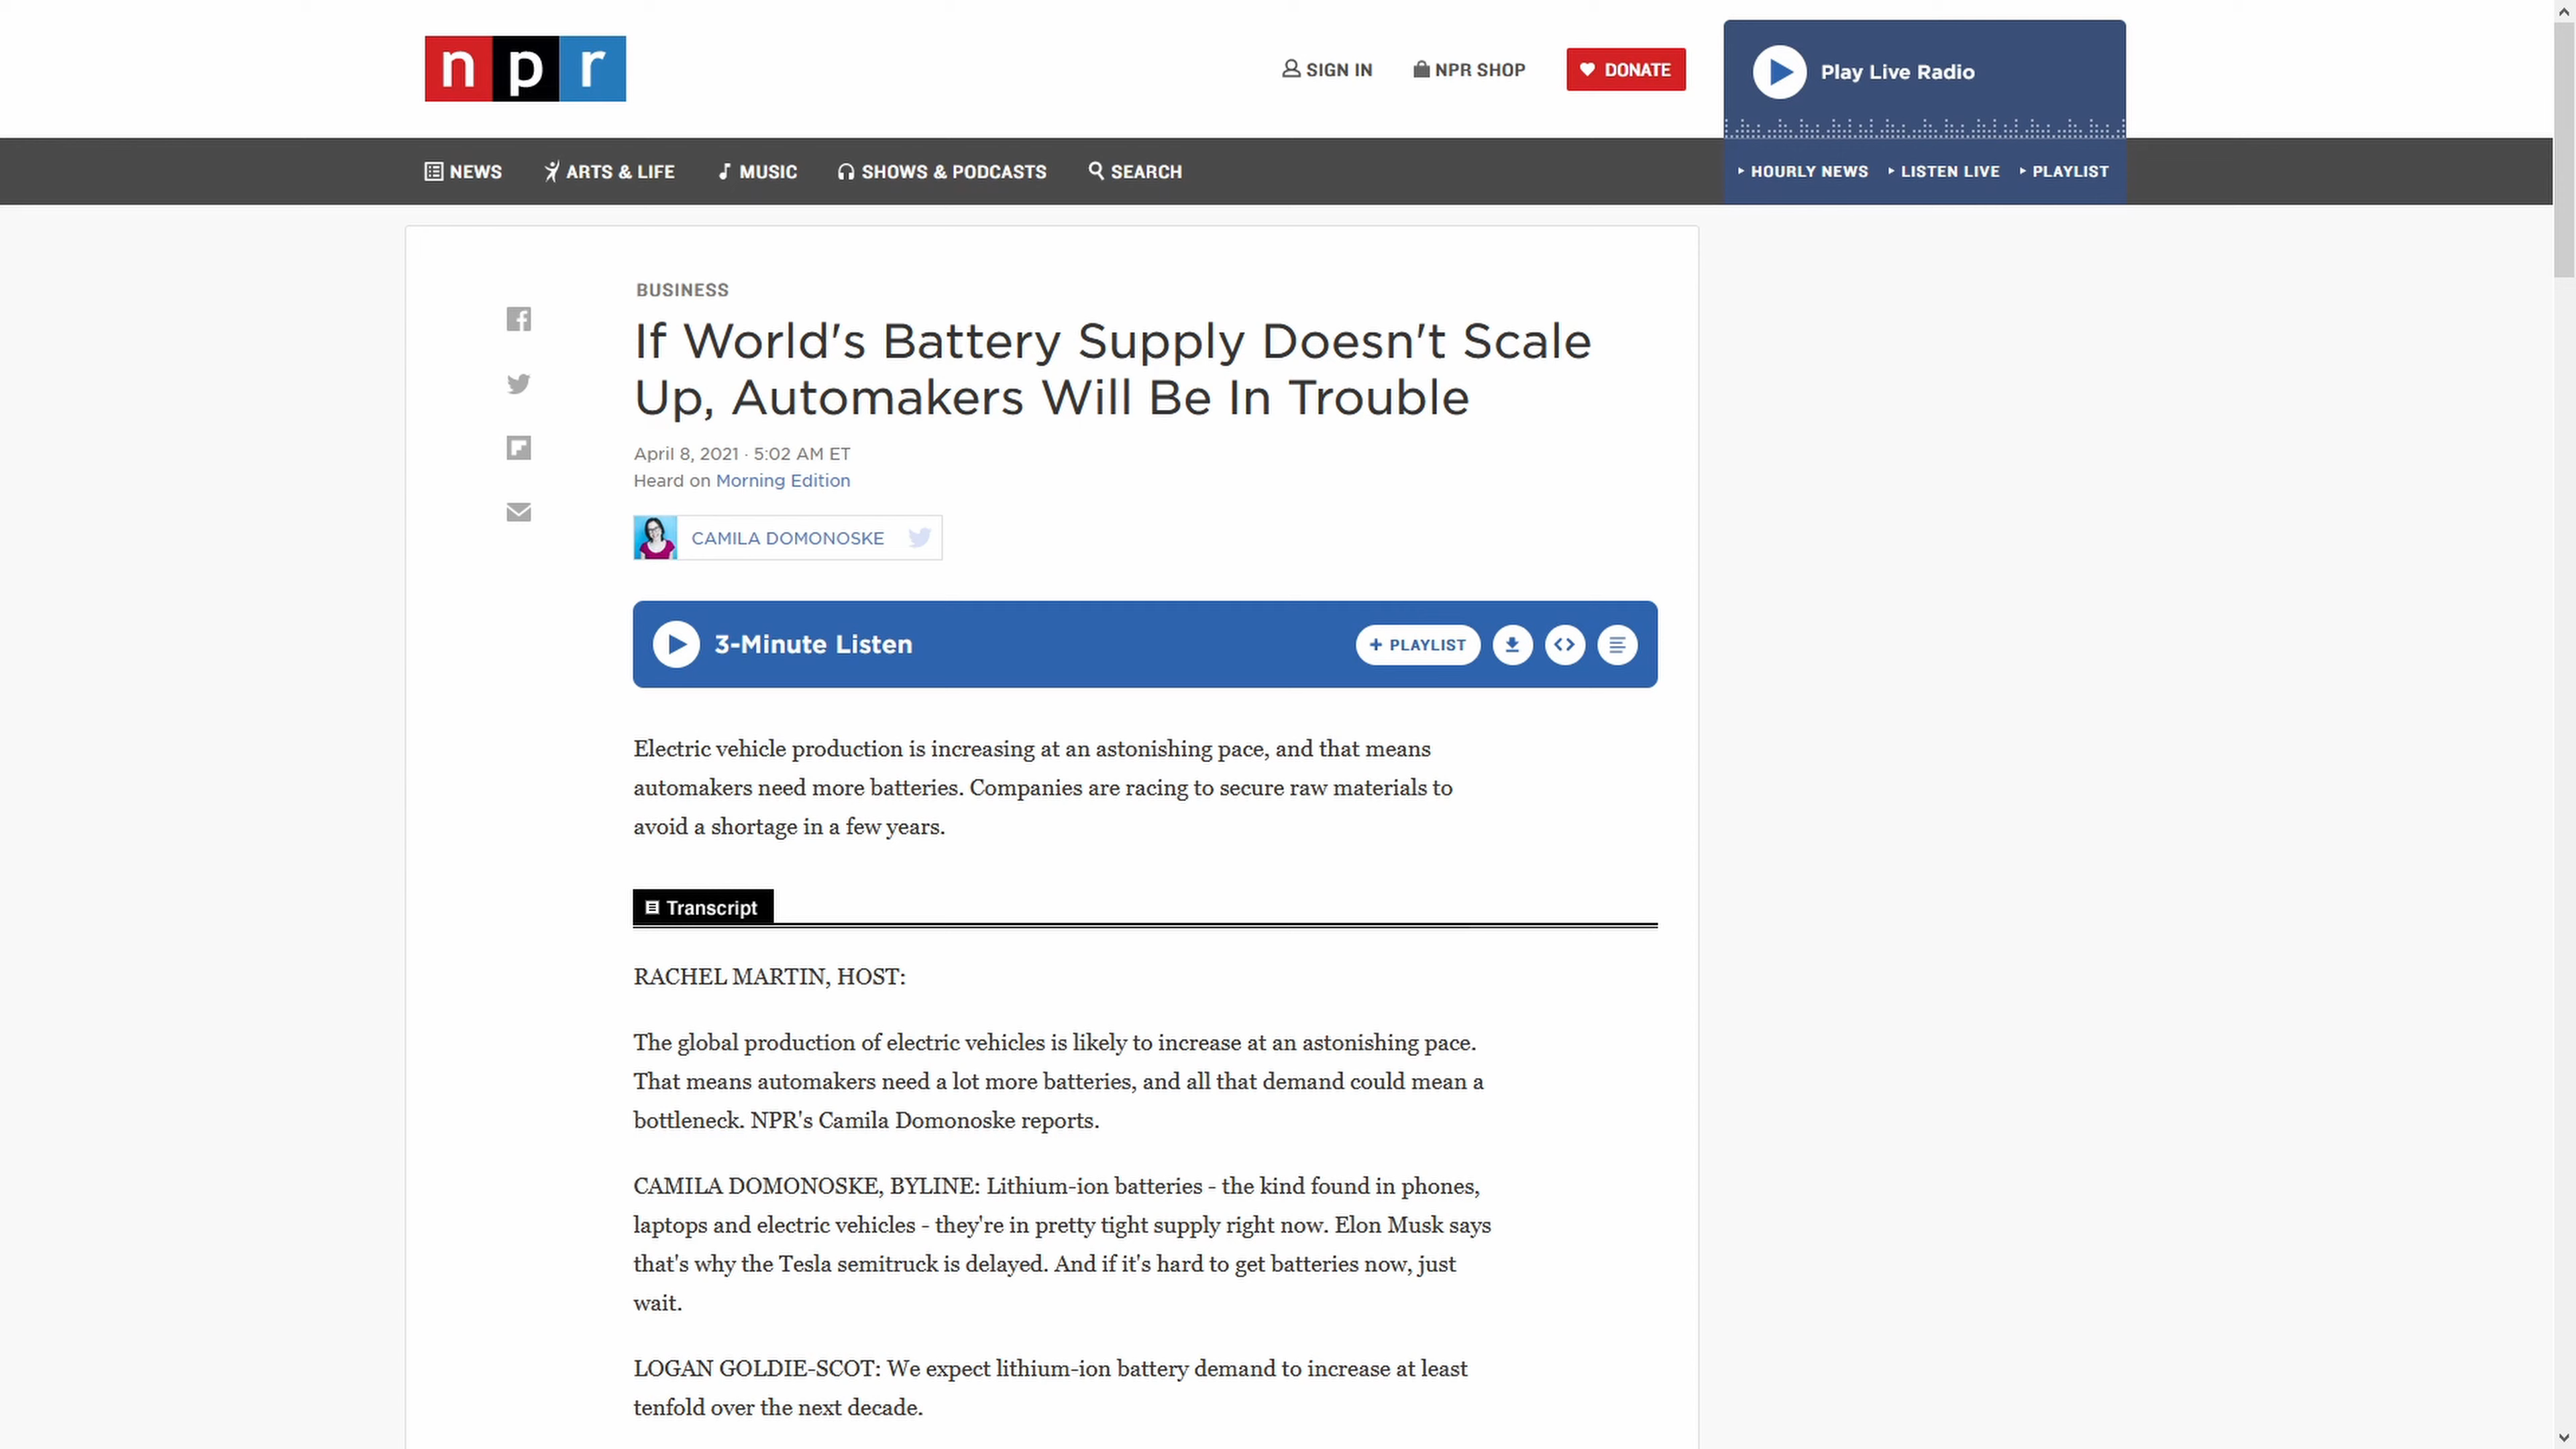 npr
SIGN IN
NPR SHOP
DONATE
Play Live Radio
NEWS
ARTS & LIFE
MUSIC
SHOWS & PODCASTS
SEARCH
HOURLY NEWS
LISTEN LIVE
PLAYLIST
BUSINESS
If World's Battery Supply Doesn't Scale
Up, Automakers Will Be In Trouble
April 8, 2021 · 5:02 AM ET
Heard on Morning Edition
CAMILA DOMONOSKE
3-Minute Listen
+ PLAYLIST
Electric vehicle production is increasing at an astonishing pace, and that means
automakers need more batteries. Companies are racing to secure raw materials to
avoid a shortage in a few years.
Transcript
RACHEL MARTIN, HOST:
The global production of electric vehicles is likely to increase at an astonishing pace.
That means automakers need a lot more batteries, and all that demand could mean a
bottleneck. NPR's Camila Domonoske reports.
CAMILA DOMONOSKE, BYLINE: Lithium-ion batteries - the kind found in phones,
laptops and electric vehicles - they're in pretty tight supply right now. Elon Musk says
that's why the Tesla semitruck is delayed. And if it's hard to get batteries now, just
wait.
LOGAN GOLDIE-SCOT: We expect lithium-ion battery demand to increase at least
tenfold over the next decade.